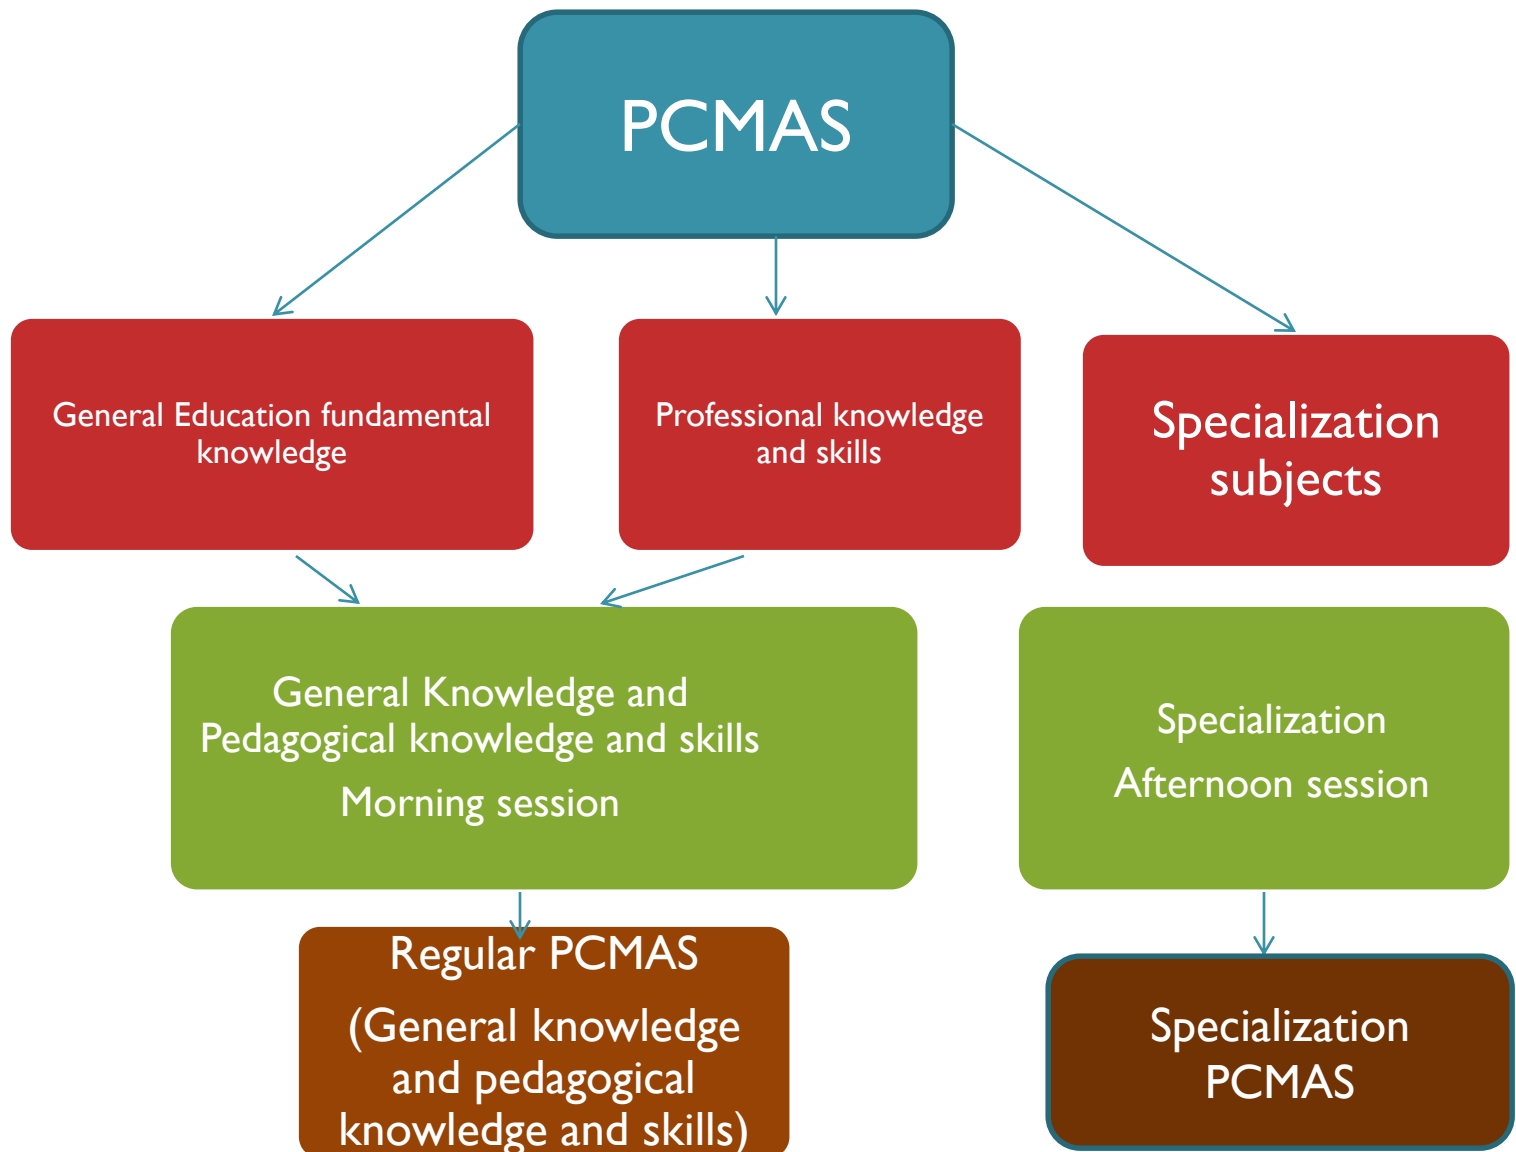 PCMAS
General Education fundamental
knowledge
Professional knowledge
and skills
Specialization
subjects
General Knowledge and
Pedagogical knowledge and skills
Morning session
Specialization
Afternoon session
Regular PCMAS
(General knowledge
and pedagogical
knowledge and skills)
Specialization
PCMAS